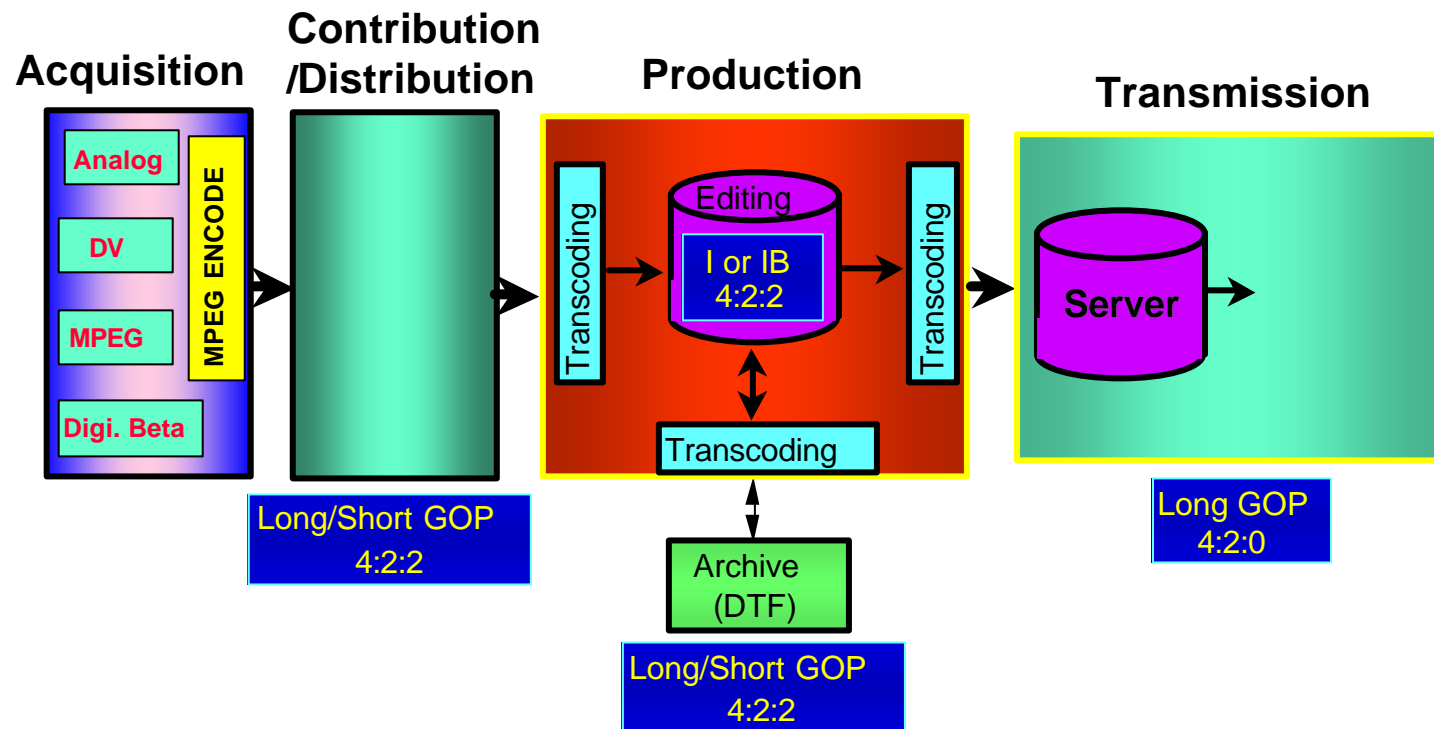 Acquisition
Analog
DV
MPEG
Digi. Beta
MPEG ENCODE
Contribution
/Distribution
Long/Short GOP
4:2:2
Production
Transcoding
Editing
I or IB
4:2:2
Transcoding
Transcoding
Archive
(DTF)
Long/Short GOP
4:2:2
Transmission
Server
Long GOP
4:2:0